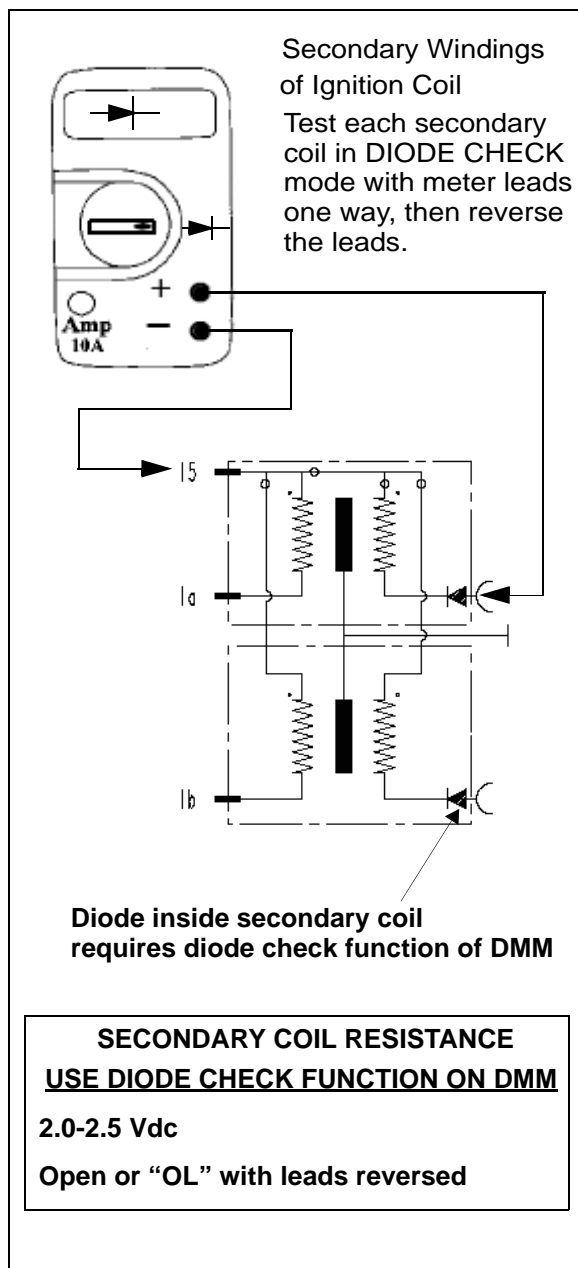 Secondary Windings
of Ignition Coil
Test each secondary
coil in DIODE CHECK
mode with meter leads
one way, then reverse
the leads.
+
Amp
10A
−
15
1a
1b
Diode inside secondary coil
requires diode check function of DMM
SECONDARY COIL RESISTANCE
USE DIODE CHECK FUNCTION ON DMM
2.0-2.5 Vdc
Open or “OL” with leads reversed